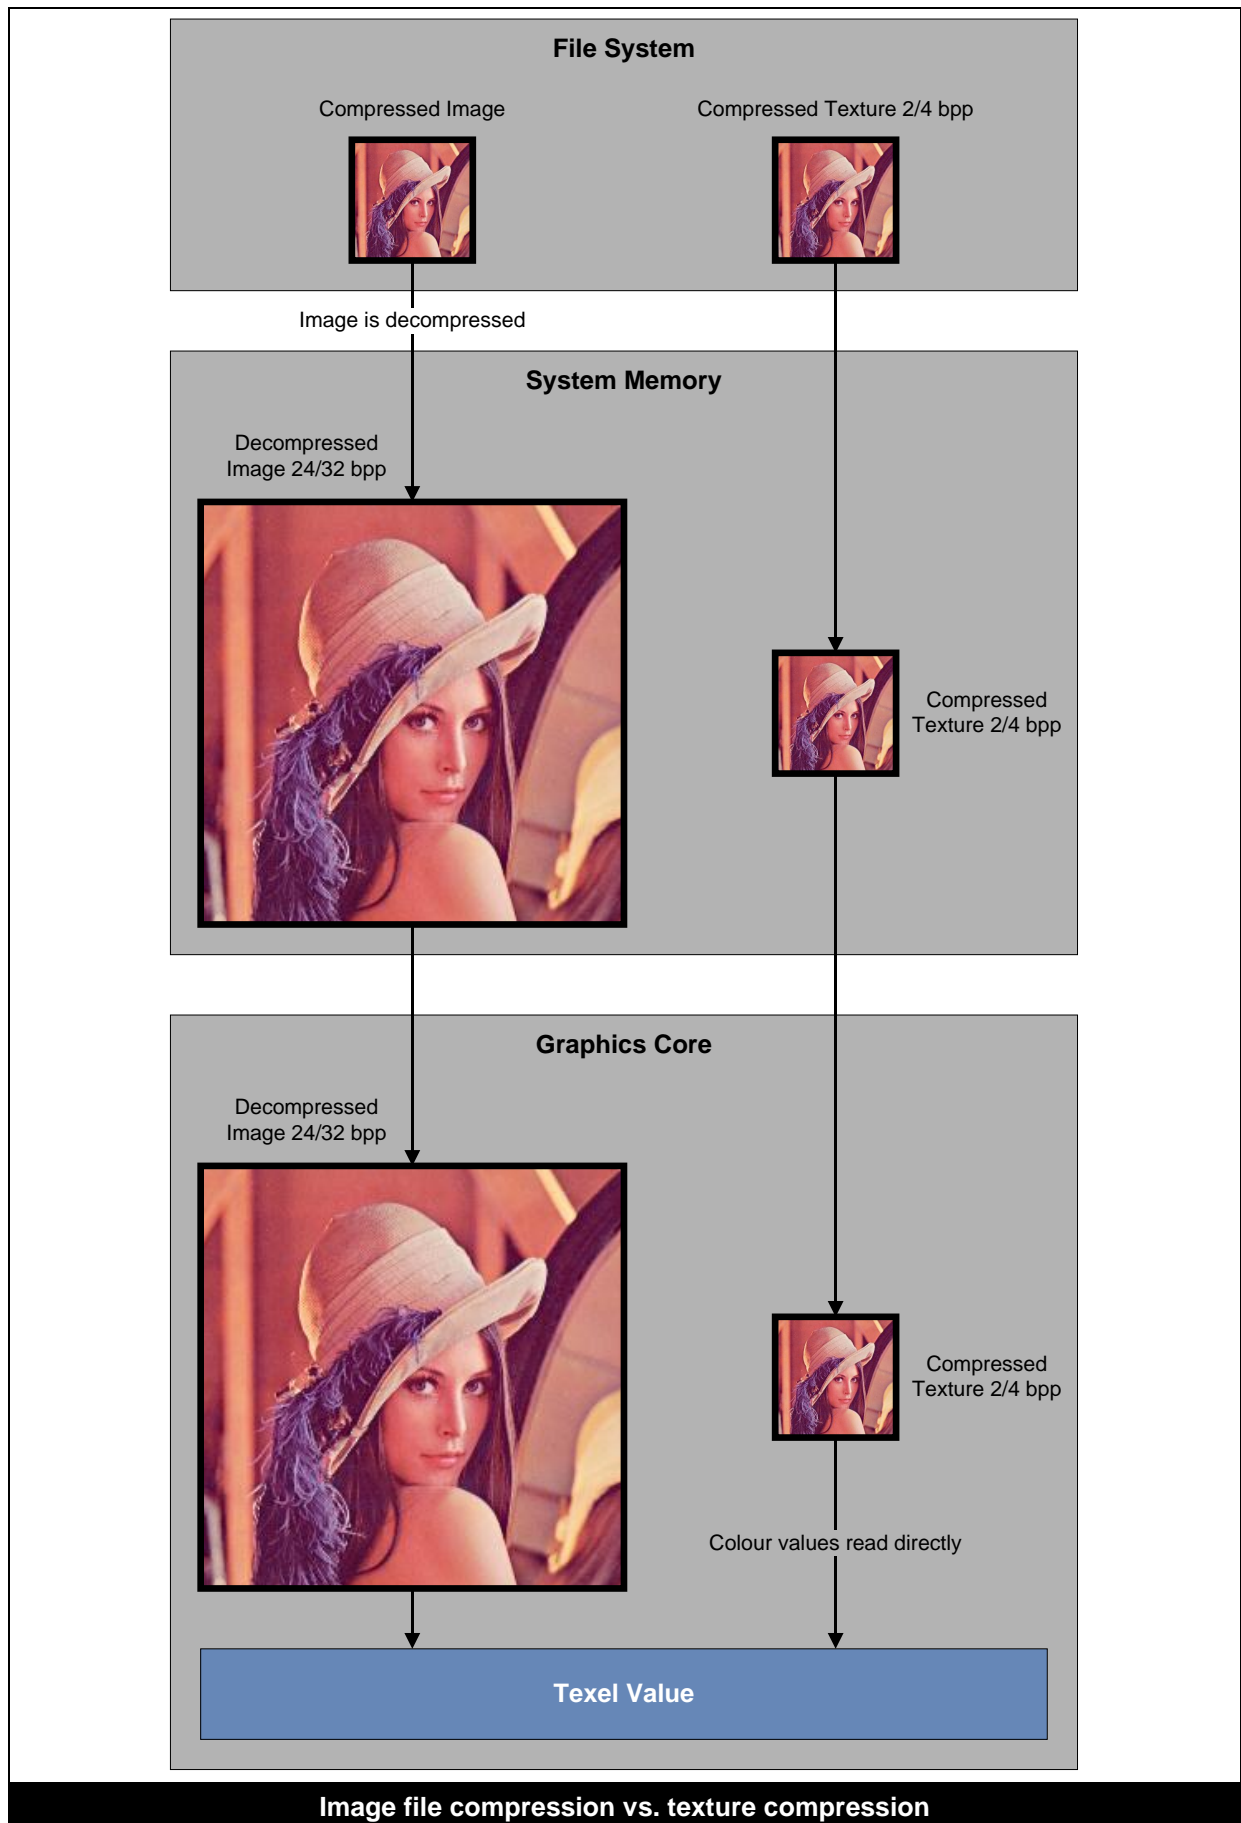 File System
Compressed Image
Compressed Texture 2/4 bpp
Image is decompressed
System Memory
Decompressed
Image 24/32 bpp
Compressed
Texture 2/4 bpp
Graphics Core
Decompressed
Image 24/32 bpp
Compressed
Texture 2/4 bpp
Colour values read directly
Texel Value
Image file compression vs. texture compression